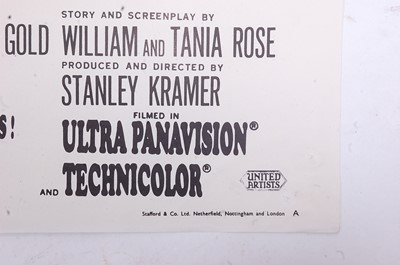 STORY AND SCREENPLAY BY
GOLD WILLIAM AND TANIA ROSE
PRODUCED AND DIRECTED BY
STANLEY KRAMER
FILMED IN
S!
ULTRA PANAVISION®
AND TECHNICOLOR®
UNITED
ARTISTS
Stafford & Co. Ltd. Netherfield, Nottingham and London A